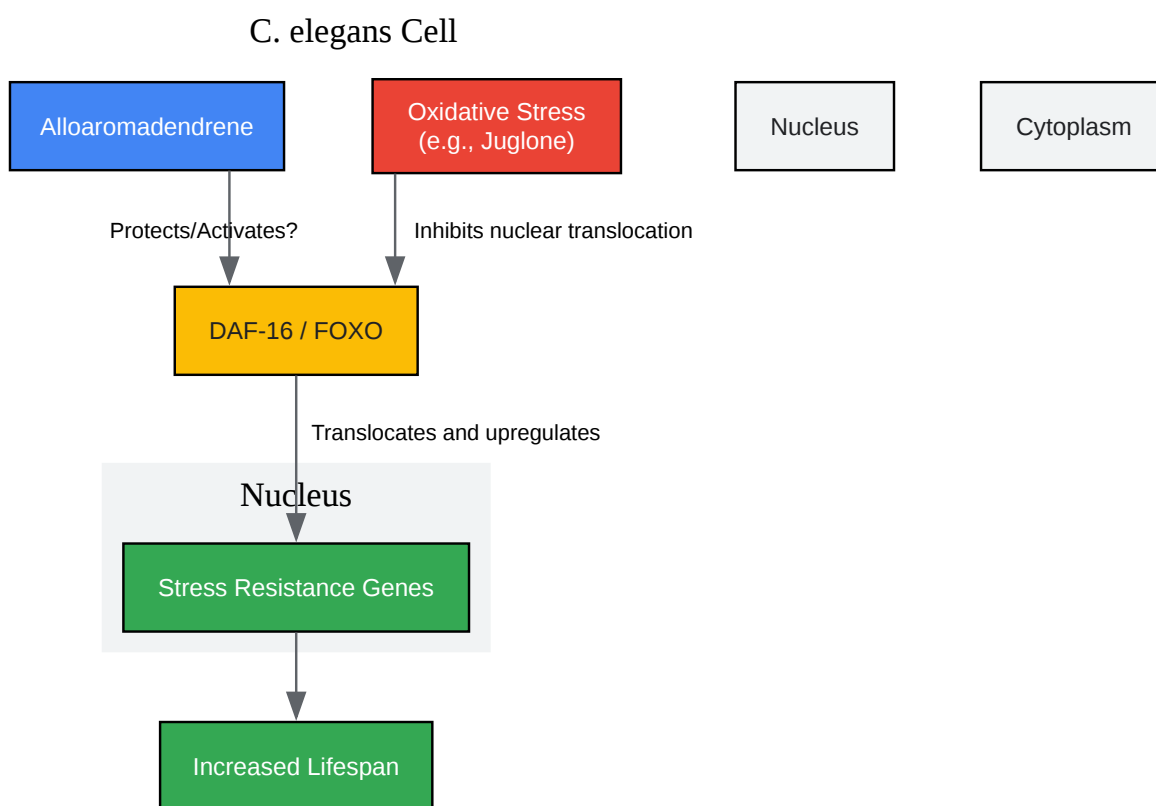 C. elegans Cell
Alloaromadendrene
Oxidative Stress
(e.g., Juglone)
Nucleus
Cytoplasm
Protects/Activates?
Inhibits nuclear translocation
DAF-16 / FOXO
Translocates and upregulates
Nucleus
Stress Resistance Genes
Increased Lifespan